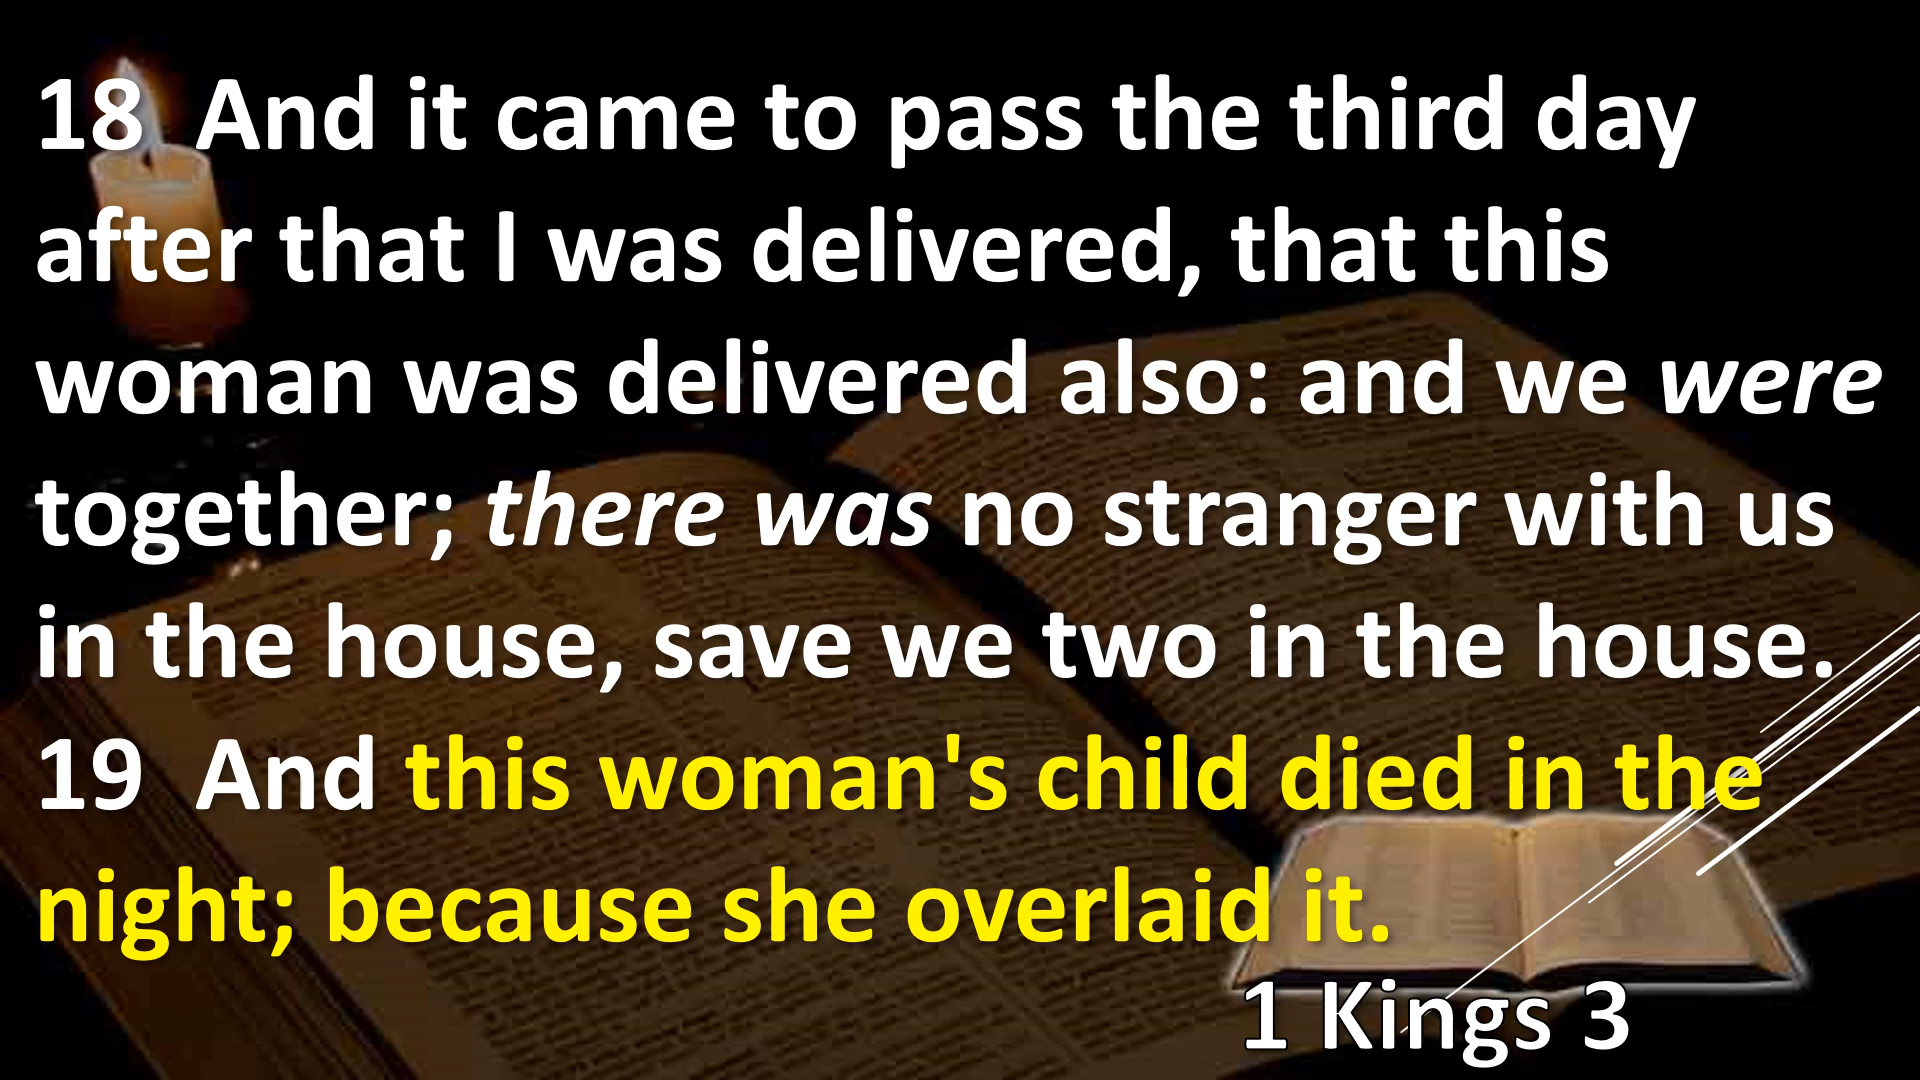 18  And it came to pass the third day
after that I was delivered, that this
woman was delivered also: and we were
together; there was no stranger with us
in the house, save we two in the house.
19  And this woman's child died in the
night; because she overlaid it.
1 Kings 3